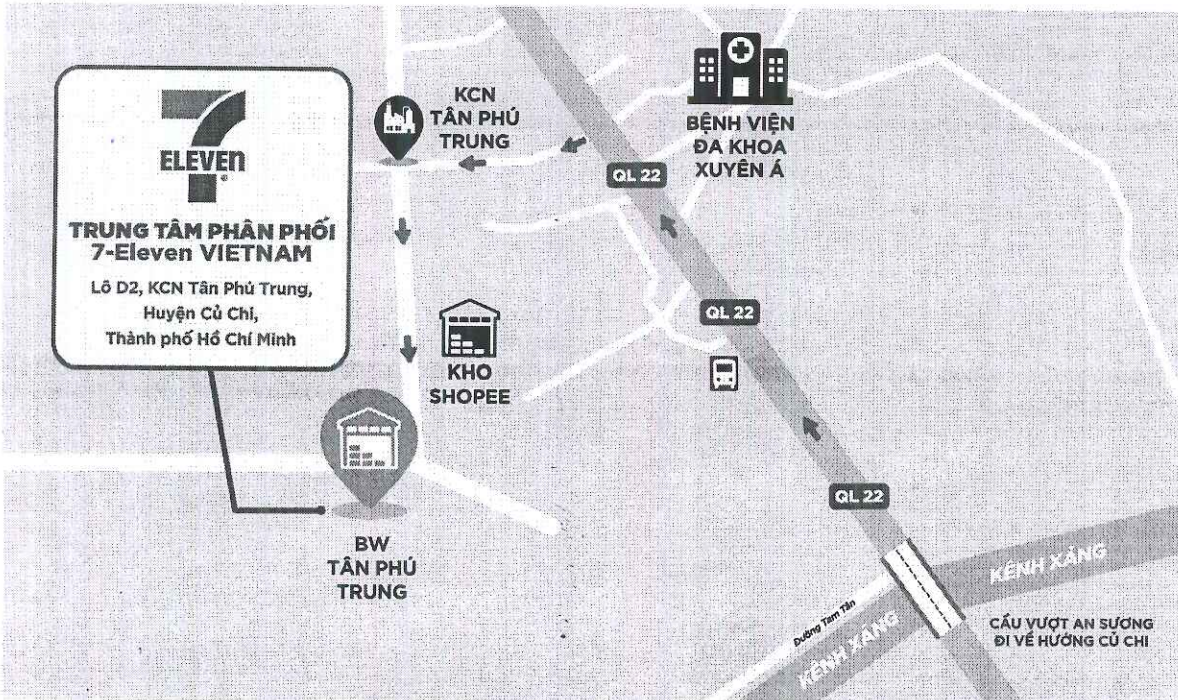 7
ELEVEN
®
TRUNG TÂM PHÂN PHỐI
7-Eleven VIETNAM
Lô D2, KCN Tân Phú Trung,
Huyện Củ Chi,
Thành phố Hồ Chí Minh
KCN
TÂN PHÚ
TRUNG
BỆNH VIỆN
ĐA KHOA
XUYÊN Á
QL 22
QL 22
KHO
SHOPEE
QL 22
BW
TÂN PHÚ
TRUNG
KÊNH XÁNG
Đường Tam Tân
KÊNH XÁNG
CẦU VƯỢT AN SƯƠNG
ĐI VỀ HƯỚNG CỦ CHI